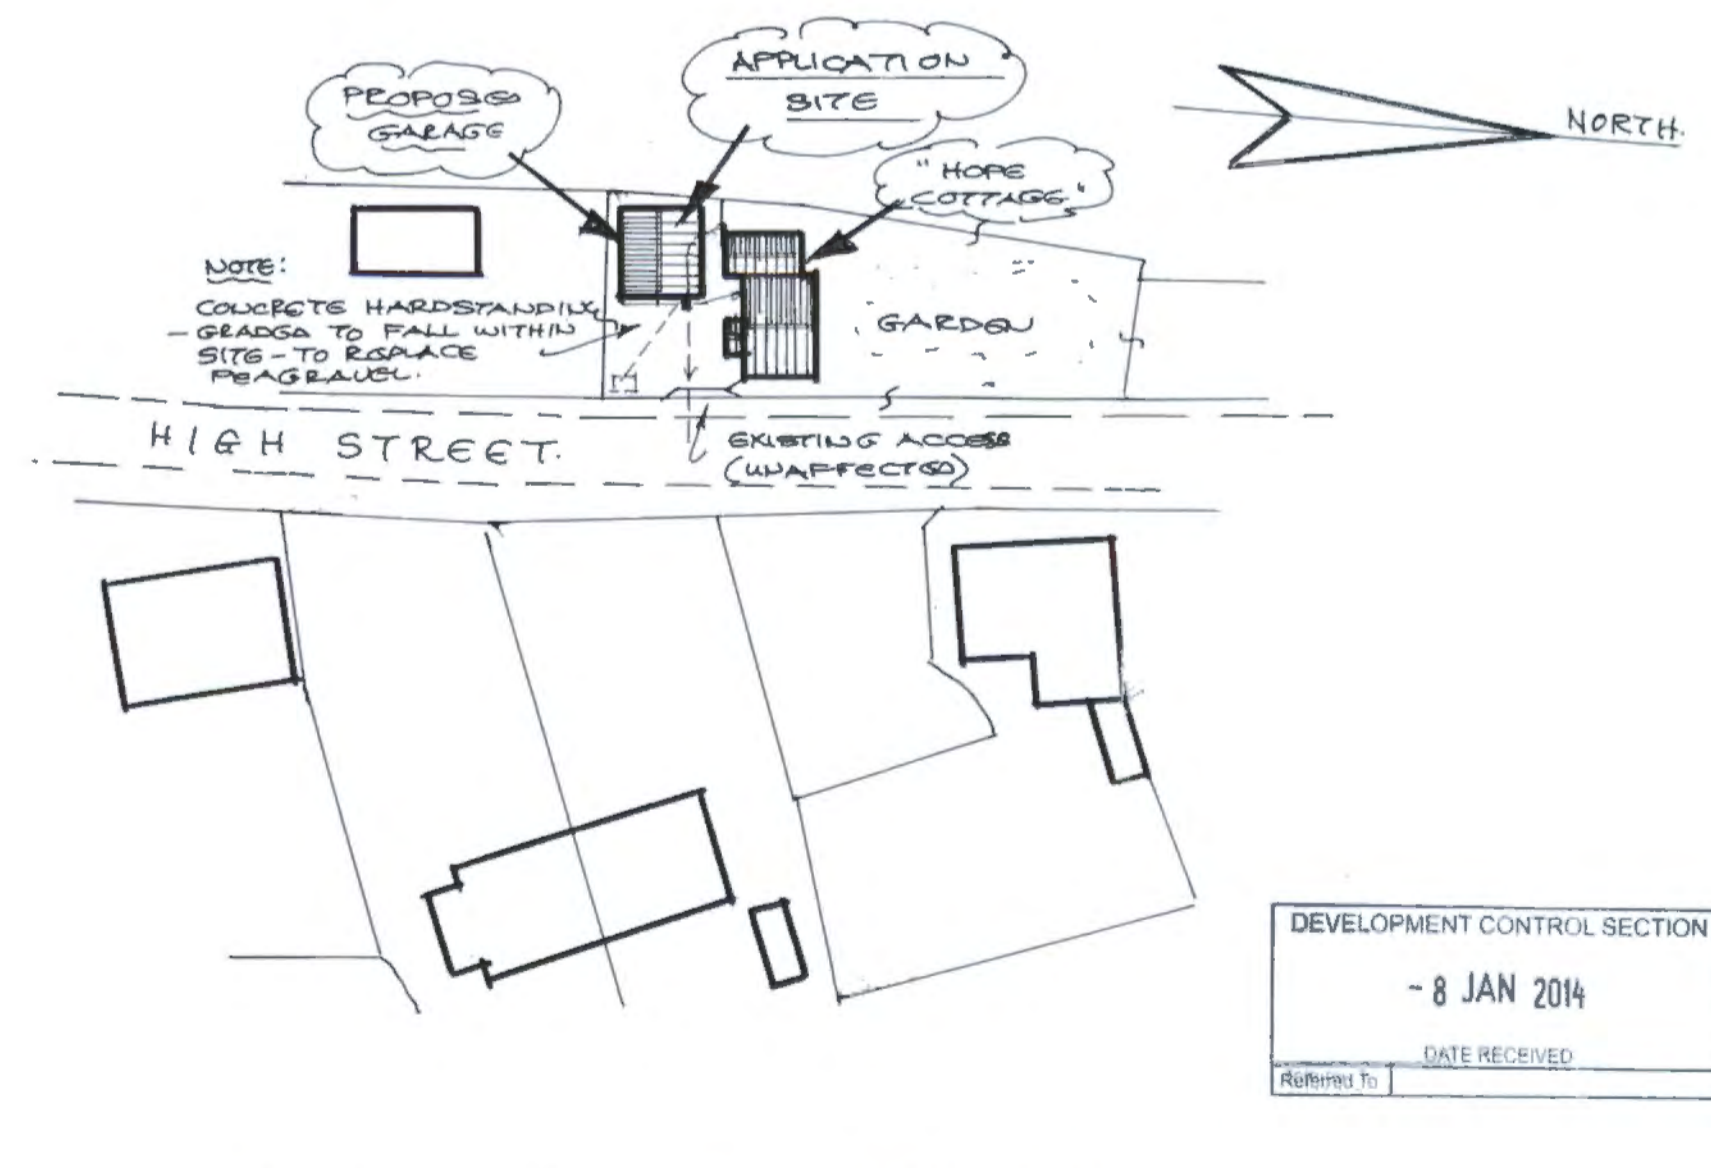 APPLICATION
SITE
PROPOSED
GARAGE
"HOPE
COTTAGE"
NORTH.
NOTE:
CONCRETE HARDSTANDING
- GRADED TO FALL WITHIN
SITE - TO REPLACE
PEAGRAVEL.
GARDEN
HIGH STREET.
EXISTING ACCESS
(UNAFFECTED)
DEVELOPMENT CONTROL SECTION
- 8 JAN 2014
DATE RECEIVED
Referred To